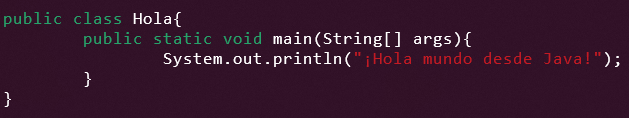 public class Hola{
        public static void main(String[] args){
                System.out.println("¡Hola mundo desde Java!");
        }
}